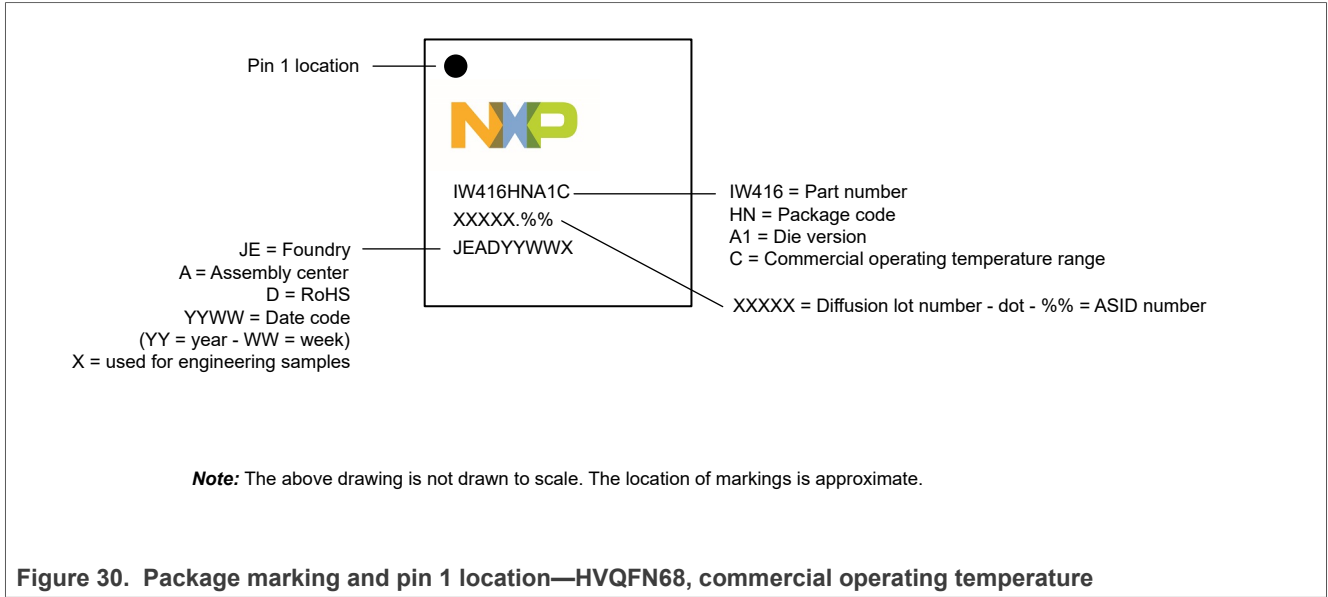 Pin 1 location
NXP
IW416HNA1C
XXXXX.%%
JEADYYWWX
IW416 = Part number
HN = Package code
A1 = Die version
C = Commercial operating temperature range
XXXXX = Diffusion lot number - dot - %% = ASID number
JE = Foundry
A = Assembly center
D = RoHS
YYWW = Date code
(YY = year - WW = week)
X = used for engineering samples
Note: The above drawing is not drawn to scale. The location of markings is approximate.
Figure 30. Package marking and pin 1 location—HVQFN68, commercial operating temperature